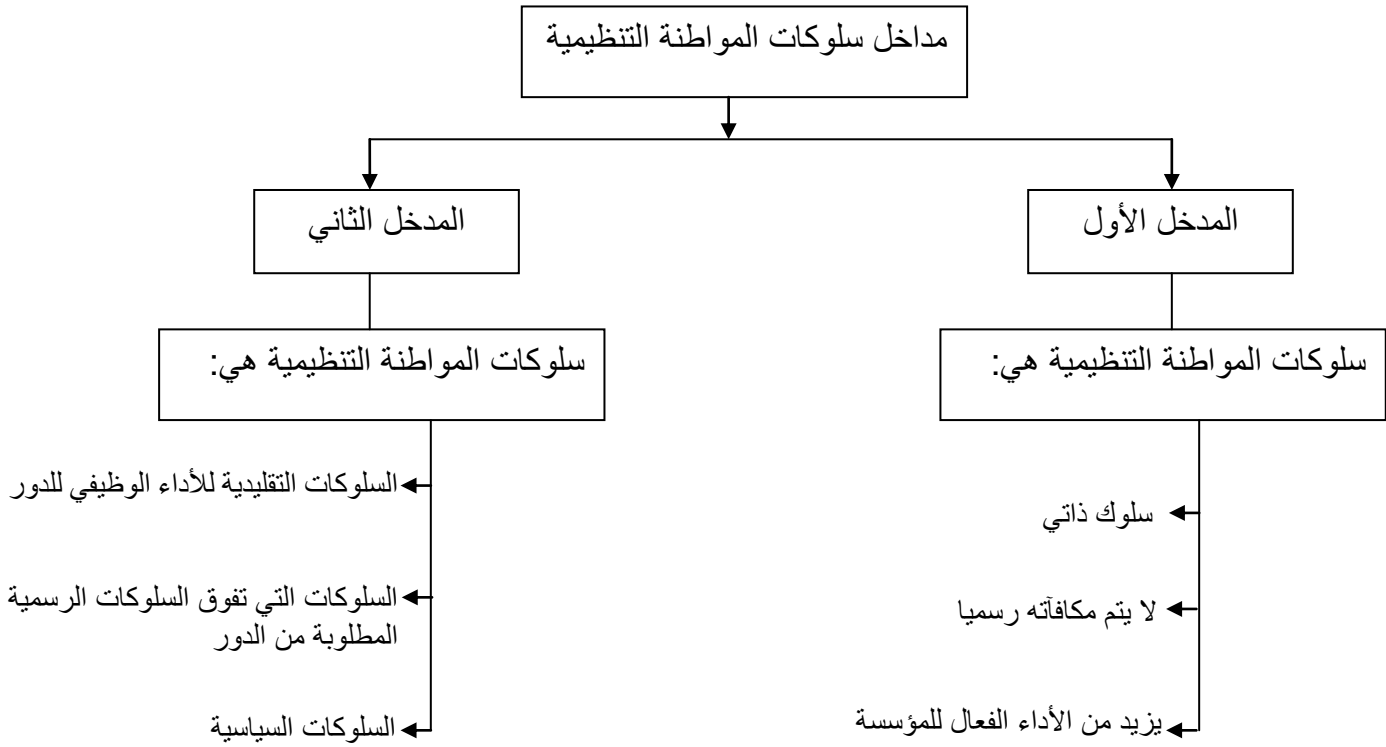 مداخل سلوكات المواطنة التنظيمية
المدخل الأول
المدخل الثاني
سلوكات المواطنة التنظيمية هي:
سلوكات المواطنة التنظيمية هي:
سلوك ذاتي
لا يتم مكافآته رسميا
يزيد من الأداء الفعال للمؤسسة
السلوكات التقليدية للأداء الوظيفي للدور
السلوكات التي تفوق السلوكات الرسمية
المطلوبة من الدور
السلوكات السياسية